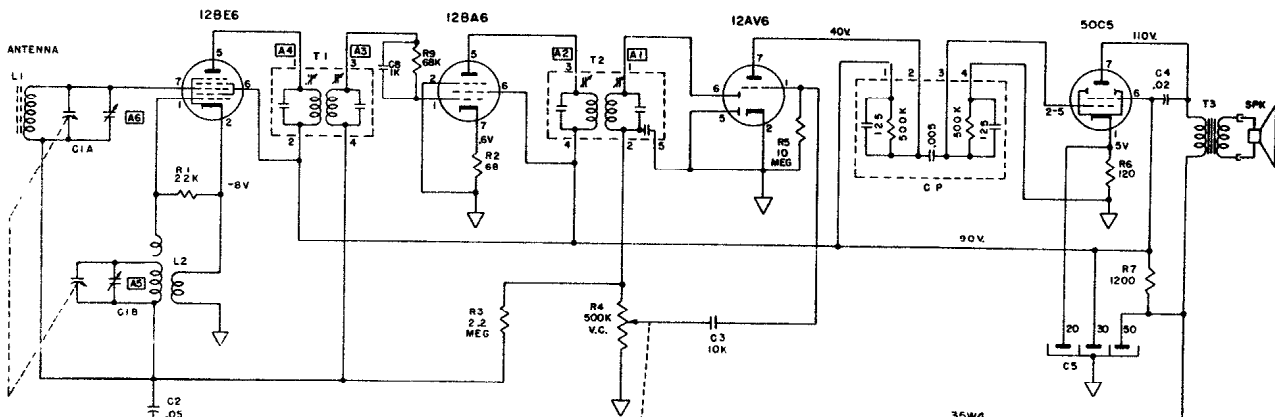 12BE6
12BA6
12AV6
50C5
ANTENNA
L1
5
7
6
1
2
A4
T1
A3
1
3
2
4
C8
1K
R9
68K
5
2
6
7
.6V
R2
68
A2
T2
A1
3
1
4
2
5
7
1
6
5
2
R5
10
MEG
40V.
1
2
3
4
125
500K
.005
500K
125
CP
110V.
7
6
2-5
1
5V
R6
120
C4
.02
T3
SPK
A6
C1A
R1
22K
-8V
90V.
R7
1200
L2
A5
C1B
R3
2.2
MEG
R4
500K
V.C.
C3
10K
20
30
50
C5
C2
.05
35W4